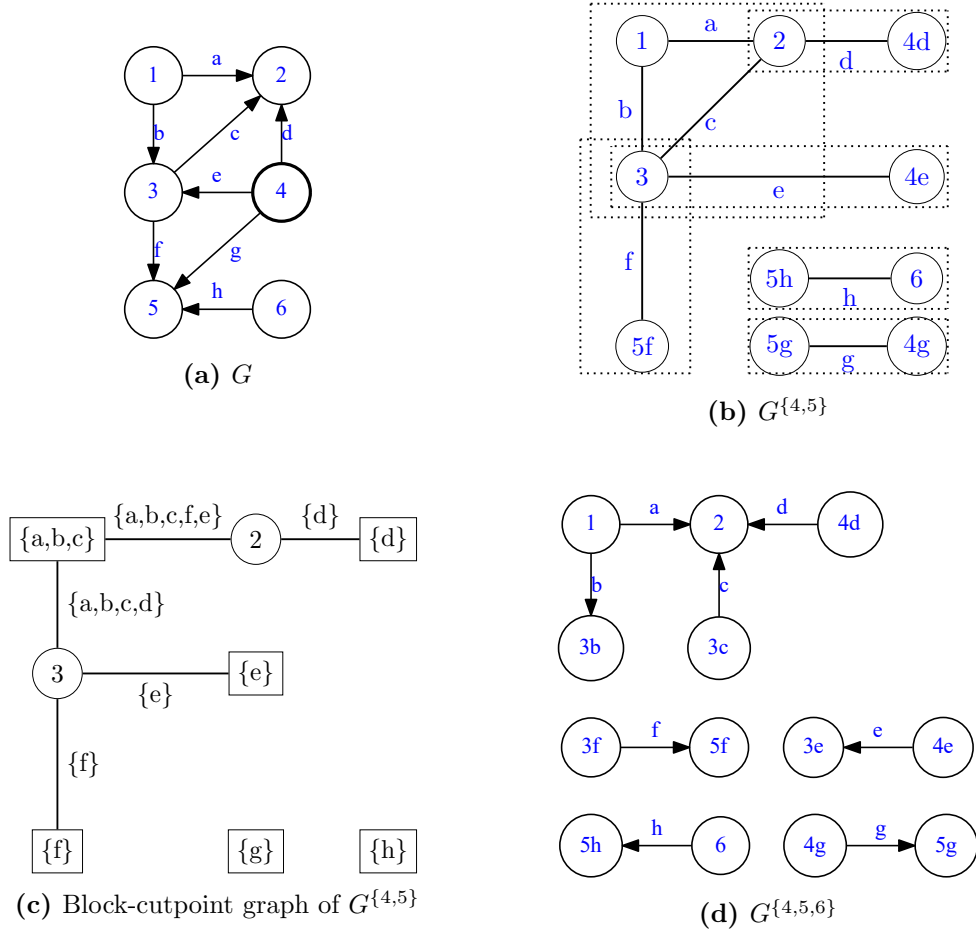 1
a
2
b
c
d
3
e
4
f
g
5
h
6
(a) G
1
a
2
d
4d
b
c
3
e
4e
f
5h
h
6
5f
5g
g
4g
(b) G^{4,5}
{a,b,c}
{a,b,c,f,e}
2
{d}
{d}
{a,b,c,d}
3
{e}
{e}
{f}
{f}
{g}
{h}
(c) Block-cutpoint graph of G^{4,5}
1
a
2
d
4d
b
c
3b
3c
3f
f
5f
3e
e
4e
5h
h
6
4g
g
5g
(d) G^{4,5,6}